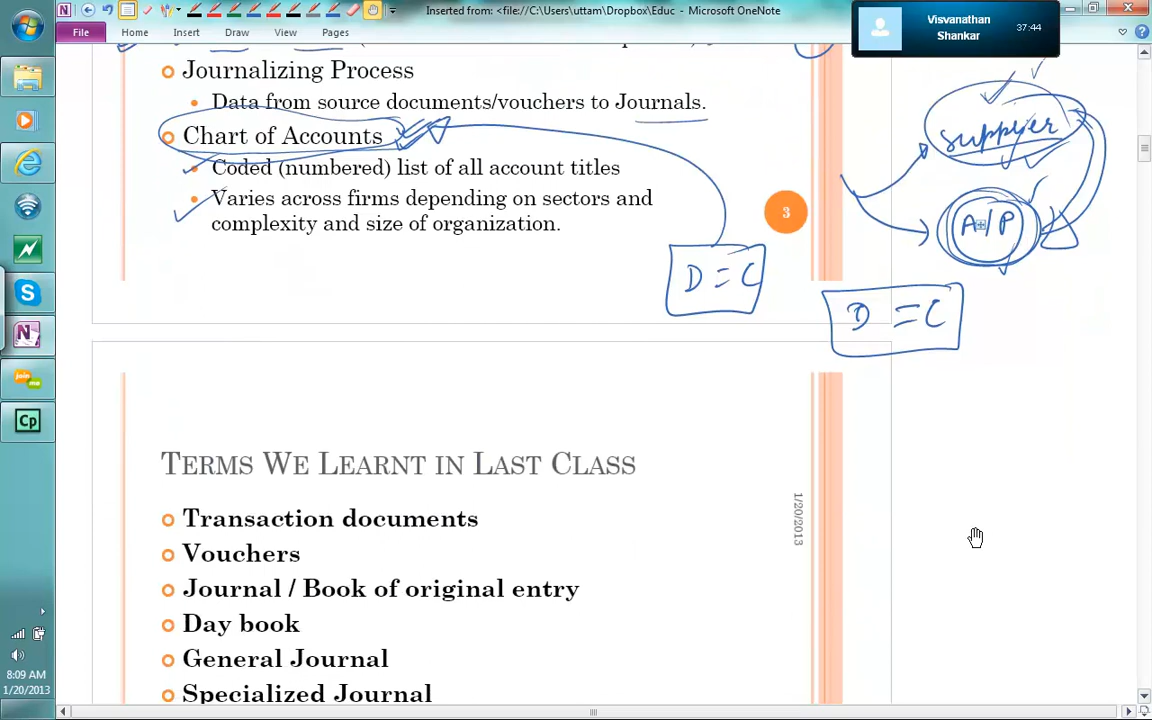 Inserted from: <file://C:\Users\uttam\Dropbox\Educ - Microsoft OneNote
Visvanathan
Shankar
37:44
File
Home
Insert
Draw
View
Pages
Journalizing Process
Data from source documents/vouchers to Journals.
Chart of Accounts
Coded (numbered) list of all account titles
Varies across firms depending on sectors and
complexity and size of organization.
3
supplier
A/P
D = C
D = C
TERMS WE LEARNT IN LAST CLASS
1/20/2013
Transaction documents
Vouchers
Journal / Book of original entry
Day book
General Journal
Specialized Journal
join
me
Cp
8:09 AM
1/20/2013